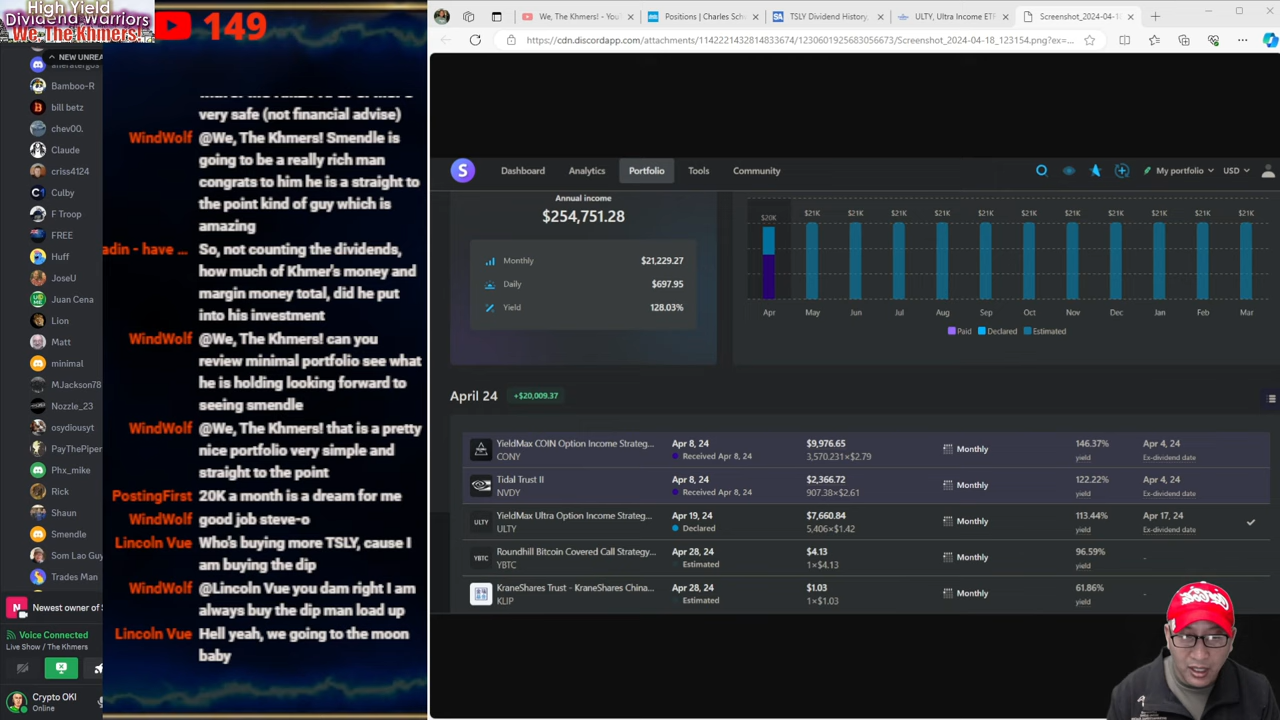 High Yield
Dividend Warriors
We, The Khmers!
149
NEW UNREA
Bamboo-R
bill betz
chev00.
Claude
criss4124
Culby
F Troop
FREE
Huff
JoseU
Juan Cena
Lion
Matt
minimal
MJackson78
Nozzle_23
osydiousyt
PayThePiper
Phx_mike
Rick
Shaun
Smendle
Som Lao Guy
Trades Man
Newest owner of S
Voice Connected
Live Show / The Khmers
Crypto OKI
Online
very safe (not financial advise)
WindWolf @We, The Khmers! Smendle is
going to be a really rich man
congrats to him he is a straight to
the point kind of guy which is
amazing
adin - have ... So, not counting the dividends,
how much of Khmer's money and
margin money total, did he put
into his investment
WindWolf @We, The Khmers! can you
review minimal portfolio see what
he is holding looking forward to
seeing smendle
WindWolf @We, The Khmers! that is a pretty
nice portfolio very simple and
straight to the point
PostingFirst 20K a month is a dream for me
WindWolf good job steve-o
Lincoln Vue Who's buying more TSLY, cause I
am buying the dip
WindWolf @Lincoln Vue you dam right I am
always buy the dip man load up
Lincoln Vue Hell yeah, we going to the moon
baby
We, The Khmers! - You
Positions | Charles Sch
TSLY Dividend History,
ULTY, Ultra Income ET
Screenshot_2024-04-18
https://cdn.discordapp.com/attachments/1142221432814833674/1230601925683056673/Screenshot_2024-04-18_123154.png?ex=...
Dashboard Analytics Portfolio Tools Community My portfolio USD
Annual income
$254,751.28
Monthly $21,229.27
Daily $697.95
Yield 128.03%
$20K $21K $21K $21K $21K $21K $21K $21K $21K $21K $21K $21K
Apr May Jun Jul Aug Sep Oct Nov Dec Jan Feb Mar
Paid Declared Estimated
April 24 +$20,009.37
YieldMax COIN Option Income Strateg... Apr 8, 24 $9,976.65 Monthly 146.37% Apr 4, 24
CONY Received Apr 8, 24 3,570.231×$2.79 yield Ex-dividend date
Tidal Trust II Apr 8, 24 $2,366.72 Monthly 122.22% Apr 4, 24
NVDY Received Apr 8, 24 907.38×$2.61 yield Ex-dividend date
YieldMax Ultra Option Income Strateg... Apr 19, 24 $7,660.84 Monthly 113.44% Apr 17, 24
ULTY Declared 5,406×$1.42 yield Ex-dividend date
Roundhill Bitcoin Covered Call Strategy... Apr 28, 24 $4.13 Monthly 96.59% -
YBTC Estimated 1×$4.13 yield
KraneShares Trust - KraneShares China... Apr 28, 24 $1.03 Monthly 61.86% -
KLIP Estimated 1×$1.03 yield